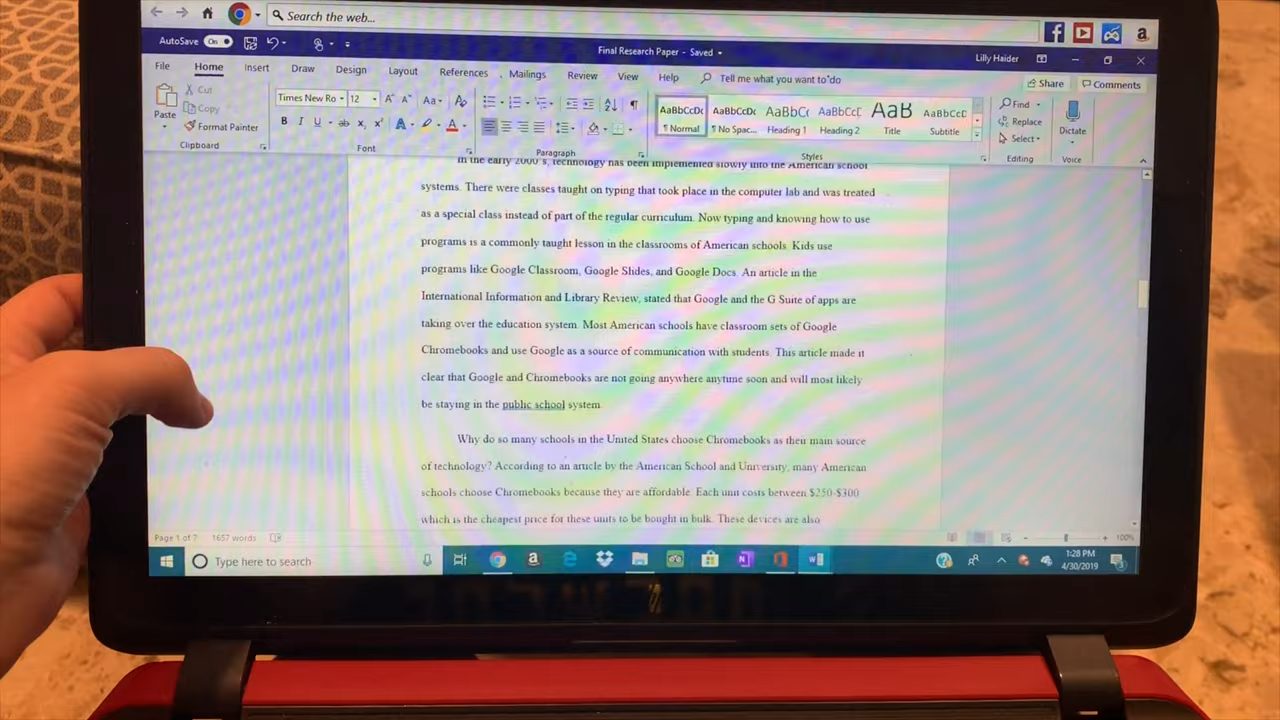 Search the web...
AutoSave On
Final Research Paper - Saved
Lilly Haider
File Home Insert Draw Design Layout References Mailings Review View Help Tell me what you want to do
Share Comments
Paste
Cut
Copy
Format Painter
Clipboard
Times New Ro 12
Aa
B I U ab x₂ x² A A
Font
Paragraph
AaBbCcDc AaBbCcDc AaBbC( AaBbCcD AaB AaBbCcD
¶ Normal ¶ No Spac... Heading 1 Heading 2 Title Subtitle
Styles
Find
Replace
Select
Editing
Dictate
Voice
In the early 2000's, technology has been implemented slowly into the American school
systems. There were classes taught on typing that took place in the computer lab and was treated
as a special class instead of part of the regular curriculum. Now typing and knowing how to use
programs is a commonly taught lesson in the classrooms of American schools. Kids use
programs like Google Classroom, Google Slides, and Google Docs. An article in the
International Information and Library Review, stated that Google and the G Suite of apps are
taking over the education system. Most American schools have classroom sets of Google
Chromebooks and use Google as a source of communication with students. This article made it
clear that Google and Chromebooks are not going anywhere anytime soon and will most likely
be staying in the public school system.
Why do so many schools in the United States choose Chromebooks as their main source
of technology? According to an article by the American School and University, many American
schools choose Chromebooks because they are affordable. Each unit costs between $250-$300
which is the cheapest price for these units to be bought in bulk. These devices are also
Page 1 of 7 1657 words
100%
Type here to search
1:28 PM
4/30/2019